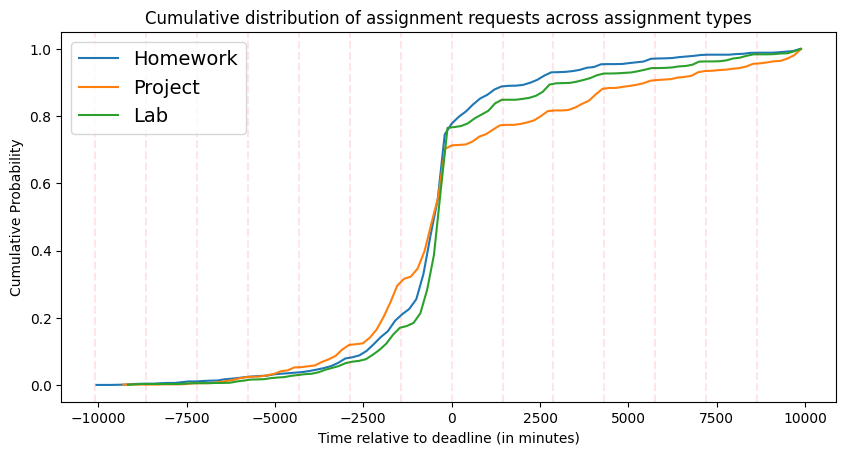 Cumulative distribution of assignment requests across assignment types
1.0
0.8
0.6
0.4
0.2
0.0
Cumulative Probability
Homework
Project
Lab
−10000 −7500 −5000 −2500 0 2500 5000 7500 10000
Time relative to deadline (in minutes)